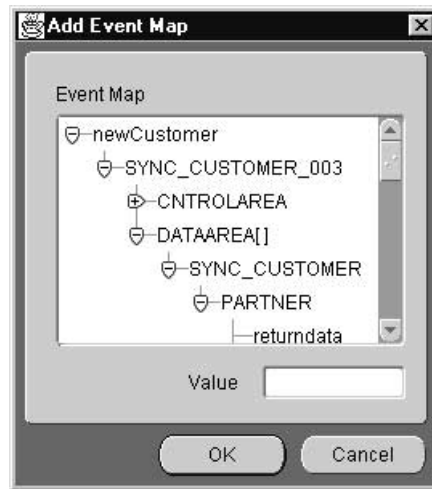 Add Event Map
Event Map
newCustomer
SYNC_CUSTOMER_003
CNTROLAREA
DATAAREA[]
SYNC_CUSTOMER
PARTNER
returndata
Value
OK
Cancel